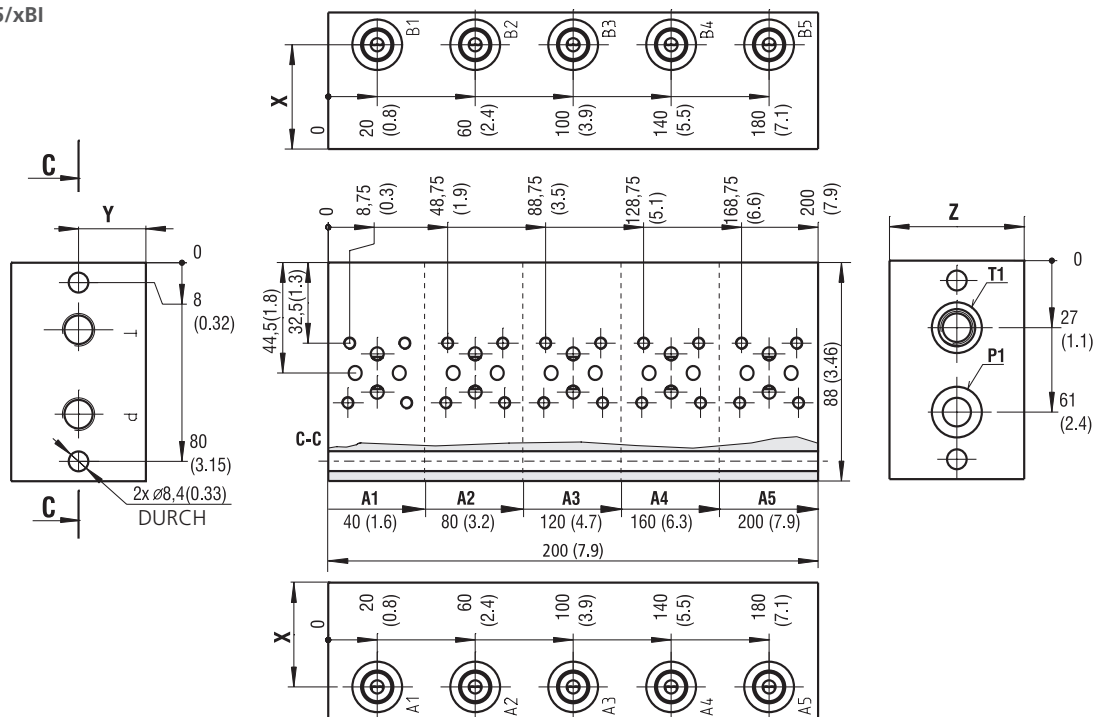 5/xBI
B1
B2
B3
B4
B5
X
0
20
(0.8)
60
(2.4)
100
(3.9)
140
(5.5)
180
(7.1)
C
Y
0
8
(0.32)
T
P
80
(3.15)
2x ø8,4(0.33)
DURCH
C
0
8,75
(0.3)
48,75
(1.9)
88,75
(3.5)
128,75
(5.1)
168,75
(6.6)
200
(7.9)
44,5(1.8)
32,5(1.3)
88 (3.46)
C-C
A1
A2
A3
A4
A5
40 (1.6)
80 (3.2)
120 (4.7)
160 (6.3)
200 (7.9)
200 (7.9)
Z
0
T1
27
(1.1)
P1
61
(2.4)
X
0
20
(0.8)
60
(2.4)
100
(3.9)
140
(5.5)
180
(7.1)
A1
A2
A3
A4
A5